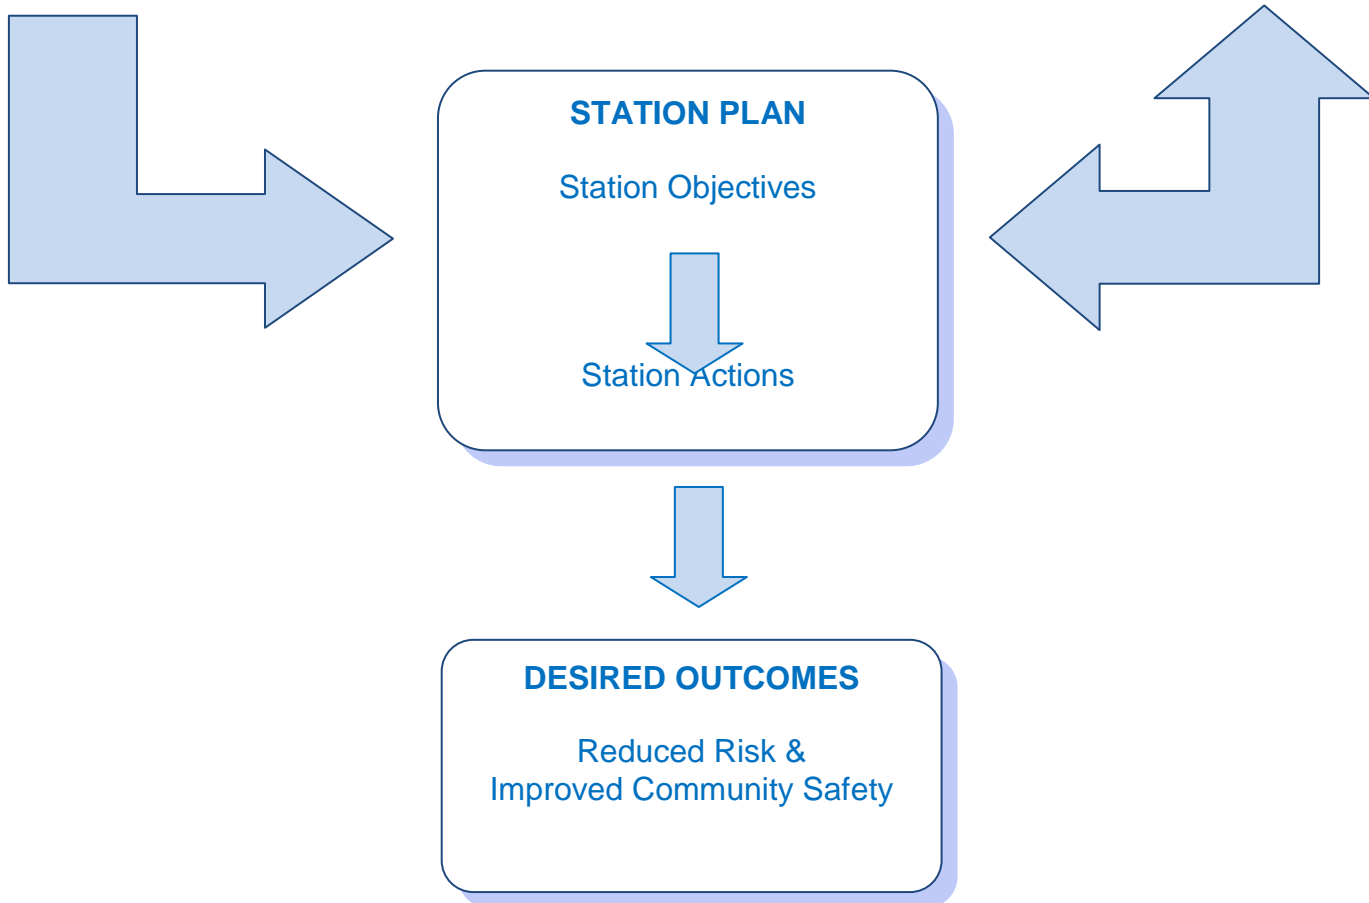 STATION PLAN
Station Objectives
Station Actions
DESIRED OUTCOMES
Reduced Risk &
Improved Community Safety